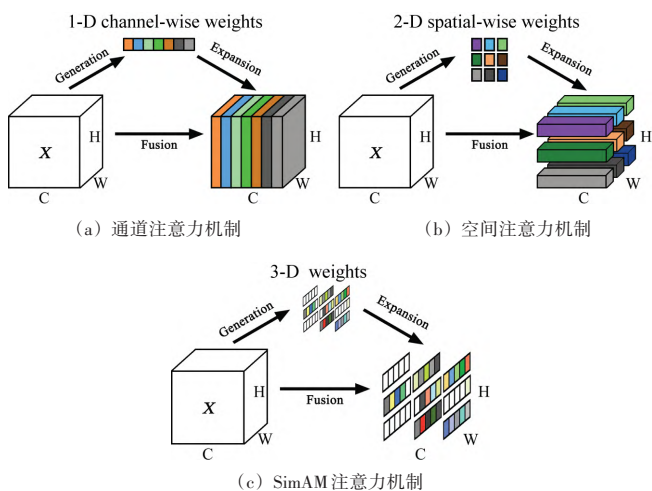 1-D channel-wise weights
Generation
Expansion
X
Fusion
H
W
C
(a) 通道注意力机制
2-D spatial-wise weights
Generation
Expansion
X
Fusion
H
W
C
(b) 空间注意力机制
3-D weights
Generation
Expansion
X
Fusion
H
W
C
(c) SimAM注意力机制